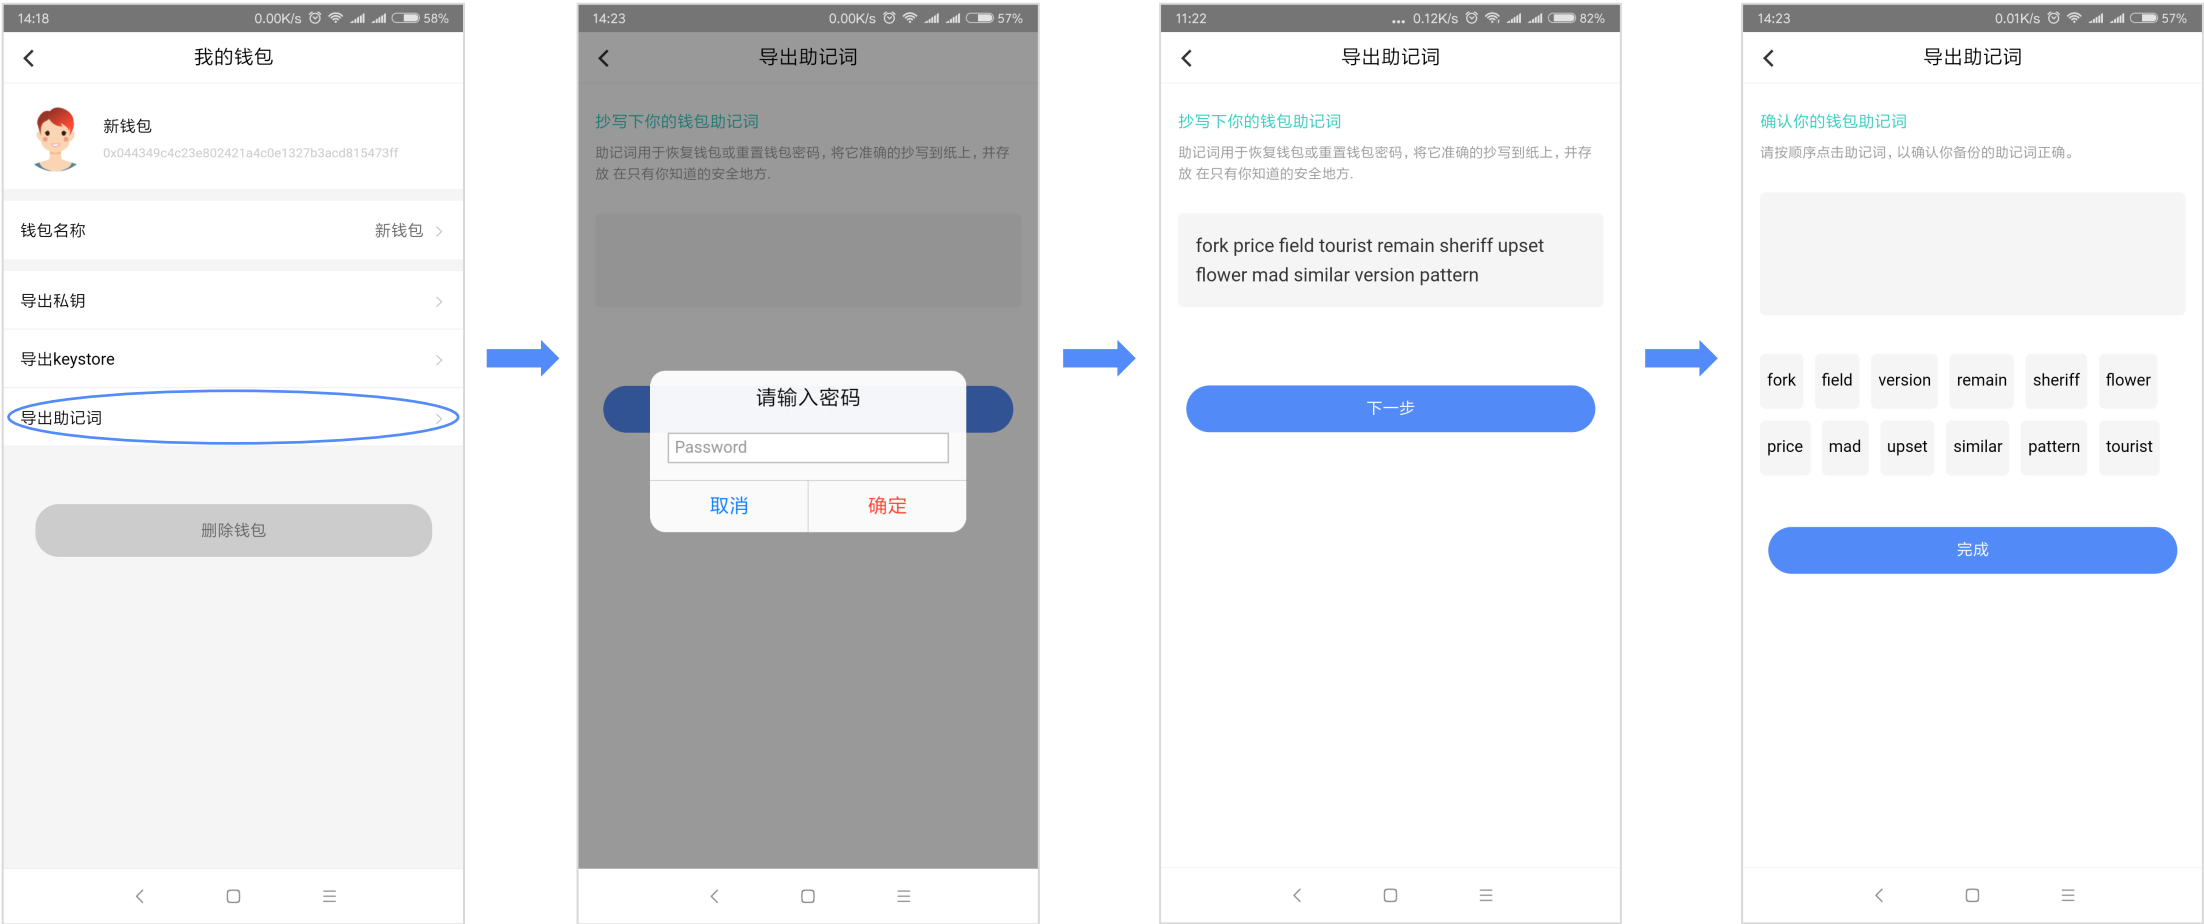 14:18
0.00K/s
58%
我的钱包
新钱包
0x044349c4c23e802421a4c0e1327b3acd815473ff
钱包名称
新钱包
导出私钥
导出keystore
导出助记词
删除钱包
14:23
0.00K/s
57%
导出助记词
抄写下你的钱包助记词
助记词用于恢复钱包或重置钱包密码，将它准确的抄写到纸上，并存
放 在只有你知道的安全地方.
请输入密码
Password
取消
确定
11:22
... 0.12K/s
82%
导出助记词
抄写下你的钱包助记词
助记词用于恢复钱包或重置钱包密码，将它准确的抄写到纸上，并存
放 在只有你知道的安全地方.
fork price field tourist remain sheriff upset
flower mad similar version pattern
下一步
14:23
0.01K/s
57%
导出助记词
确认你的钱包助记词
请按顺序点击助记词，以确认你备份的助记词正确。
fork field version remain sheriff flower
price mad upset similar pattern tourist
完成